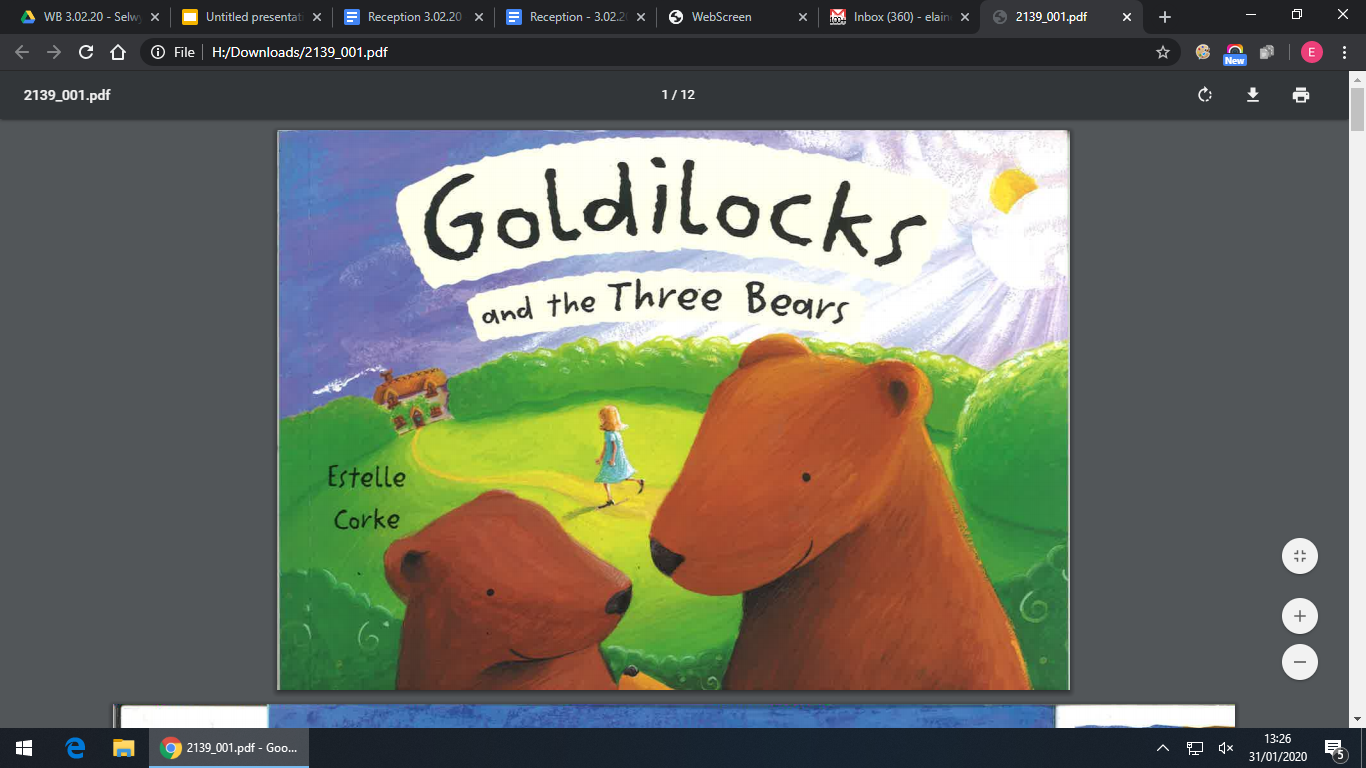 WB 3.02.20 - Selwy
Untitled presentati
Reception 3.02.20
Reception - 3.02.20
WebScreen
Inbox (360) - elain
2139_001.pdf
File
H:/Downloads/2139_001.pdf
New
E
2139_001.pdf
1 / 12
Goldilocks
and the Three Bears
Estelle
Corke
2139_001.pdf - Goo...
13:26
31/01/2020
5